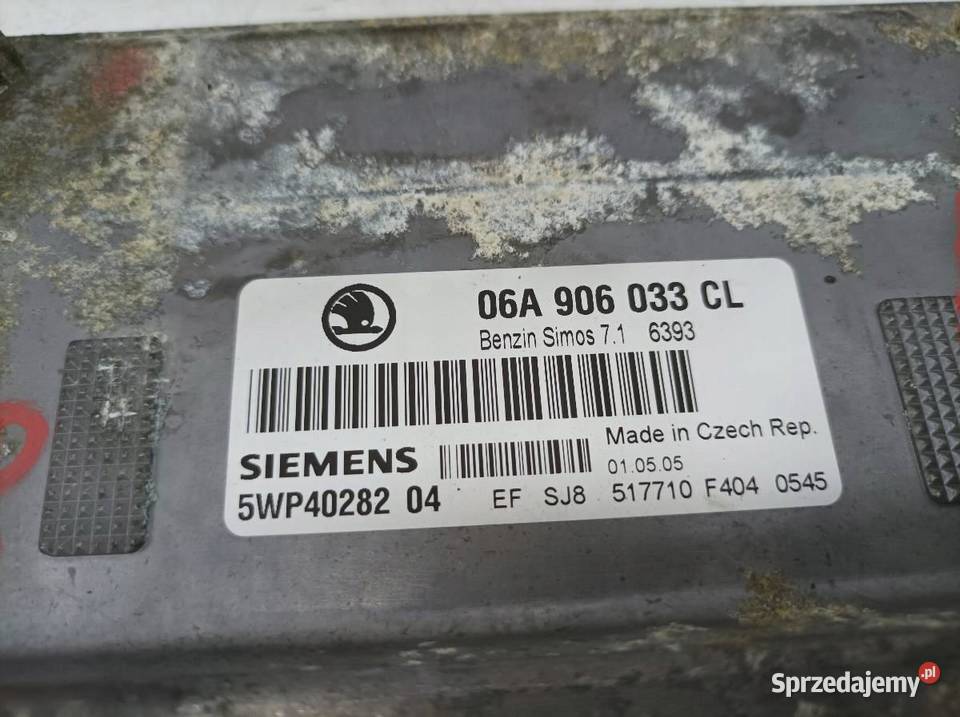 06A 906 033 CL
Benzin Simos 7.1 6393
Made in Czech Rep.
SIEMENS
01.05.05
5WP40282 04 EF SJ8 517710 F404 0545
Sprzedajemy.pl